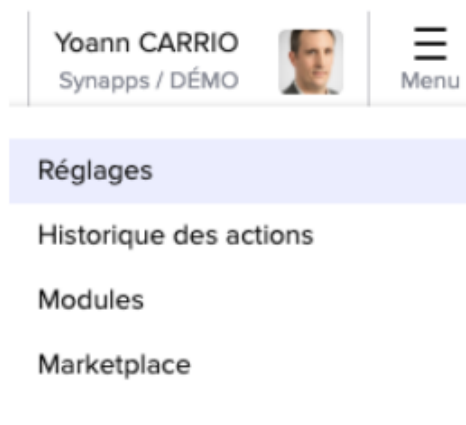 Yoann CARRIO
Synapps / DÉMO
Menu
Réglages
Historique des actions
Modules
Marketplace